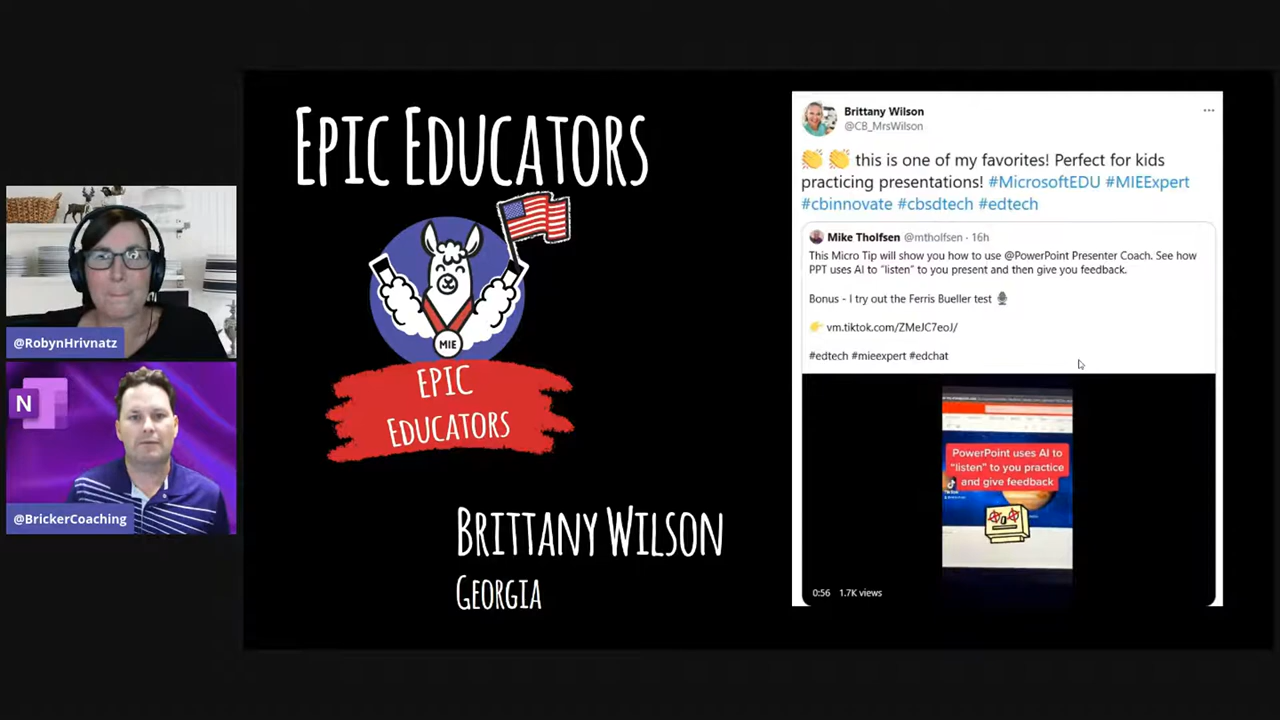 EPIC EDUCATORS
MIE
EPIC
EDUCATORS
BRITTANY WILSON
GEORGIA
@RobynHrivnatz
N
@BrickerCoaching
Brittany Wilson
@CB_MrsWilson
👏 👏 this is one of my favorites! Perfect for kids
practicing presentations! #MicrosoftEDU #MIEExpert
#cbinnovate #cbsdtech #edtech
Mike Tholfsen @mtholfsen · 16h
This Micro Tip will show you how to use @PowerPoint Presenter Coach. See how
PPT uses AI to "listen" to you present and then give you feedback.
Bonus - I try out the Ferris Bueller test 🎙️
👉 vm.tiktok.com/ZMeJC7eoJ/
#edtech #mieexpert #edchat
PowerPoint uses AI to
"listen" to you practice
and give feedback
0:56 1.7K views